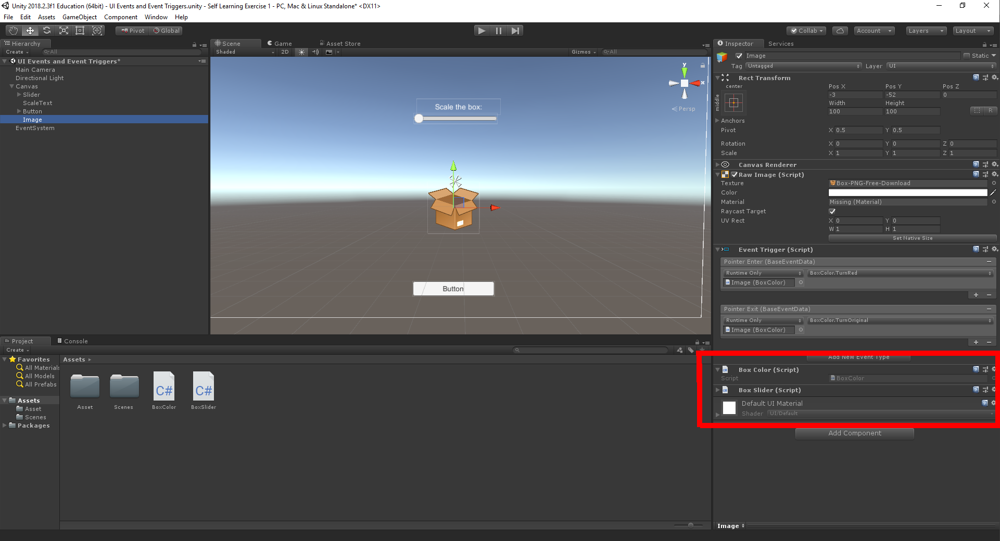 Unity 2018.2.3f1 Education (64bit) - UI Events and Event Triggers.unity - Self Learning Exercise 1 - PC, Mac & Linux Standalone* <DX11>
File Edit Assets GameObject Component Window Help
Pivot Global Collab Account Layers Layout
Hierarchy
Create All
UI Events and Event Triggers*
Main Camera
Directional Light
Canvas
Slider
ScaleText
Button
Image
EventSystem
Scene Game Asset Store
Shaded 2D Gizmos All
y
x
Persp
Scale the box:
Button
Project Console
Create
Favorites
All Materials
All Models
All Prefabs
Assets
Asset
Scenes
Packages
Assets
C# C#
Asset Scenes BoxColor BoxSlider
Inspector Services
Image Static
Tag Untagged Layer UI
Rect Transform
center
middle
Pos X Pos Y Pos Z
-3 -52 0
Width Height
100 100 R
Anchors
Pivot X 0.5 Y 0.5
Rotation X 0 Y 0 Z 0
Scale X 1 Y 1 Z 1
Canvas Renderer
Raw Image (Script)
Texture Box-PNG-Free-Download
Color
Material Missing (Material)
Raycast Target
UV Rect X 0 Y 0
W 1 H 1
Set Native Size
Event Trigger (Script)
Pointer Enter (BaseEventData)
Runtime Only BoxColor.TurnRed
Image (BoxColor)
Pointer Exit (BaseEventData)
Runtime Only BoxColor.TurnOriginal
Image (BoxColor)
Add New Event Type
Box Color (Script)
Script BoxColor
Box Slider (Script)
Default UI Material
Shader UI/Default
Add Component
Image